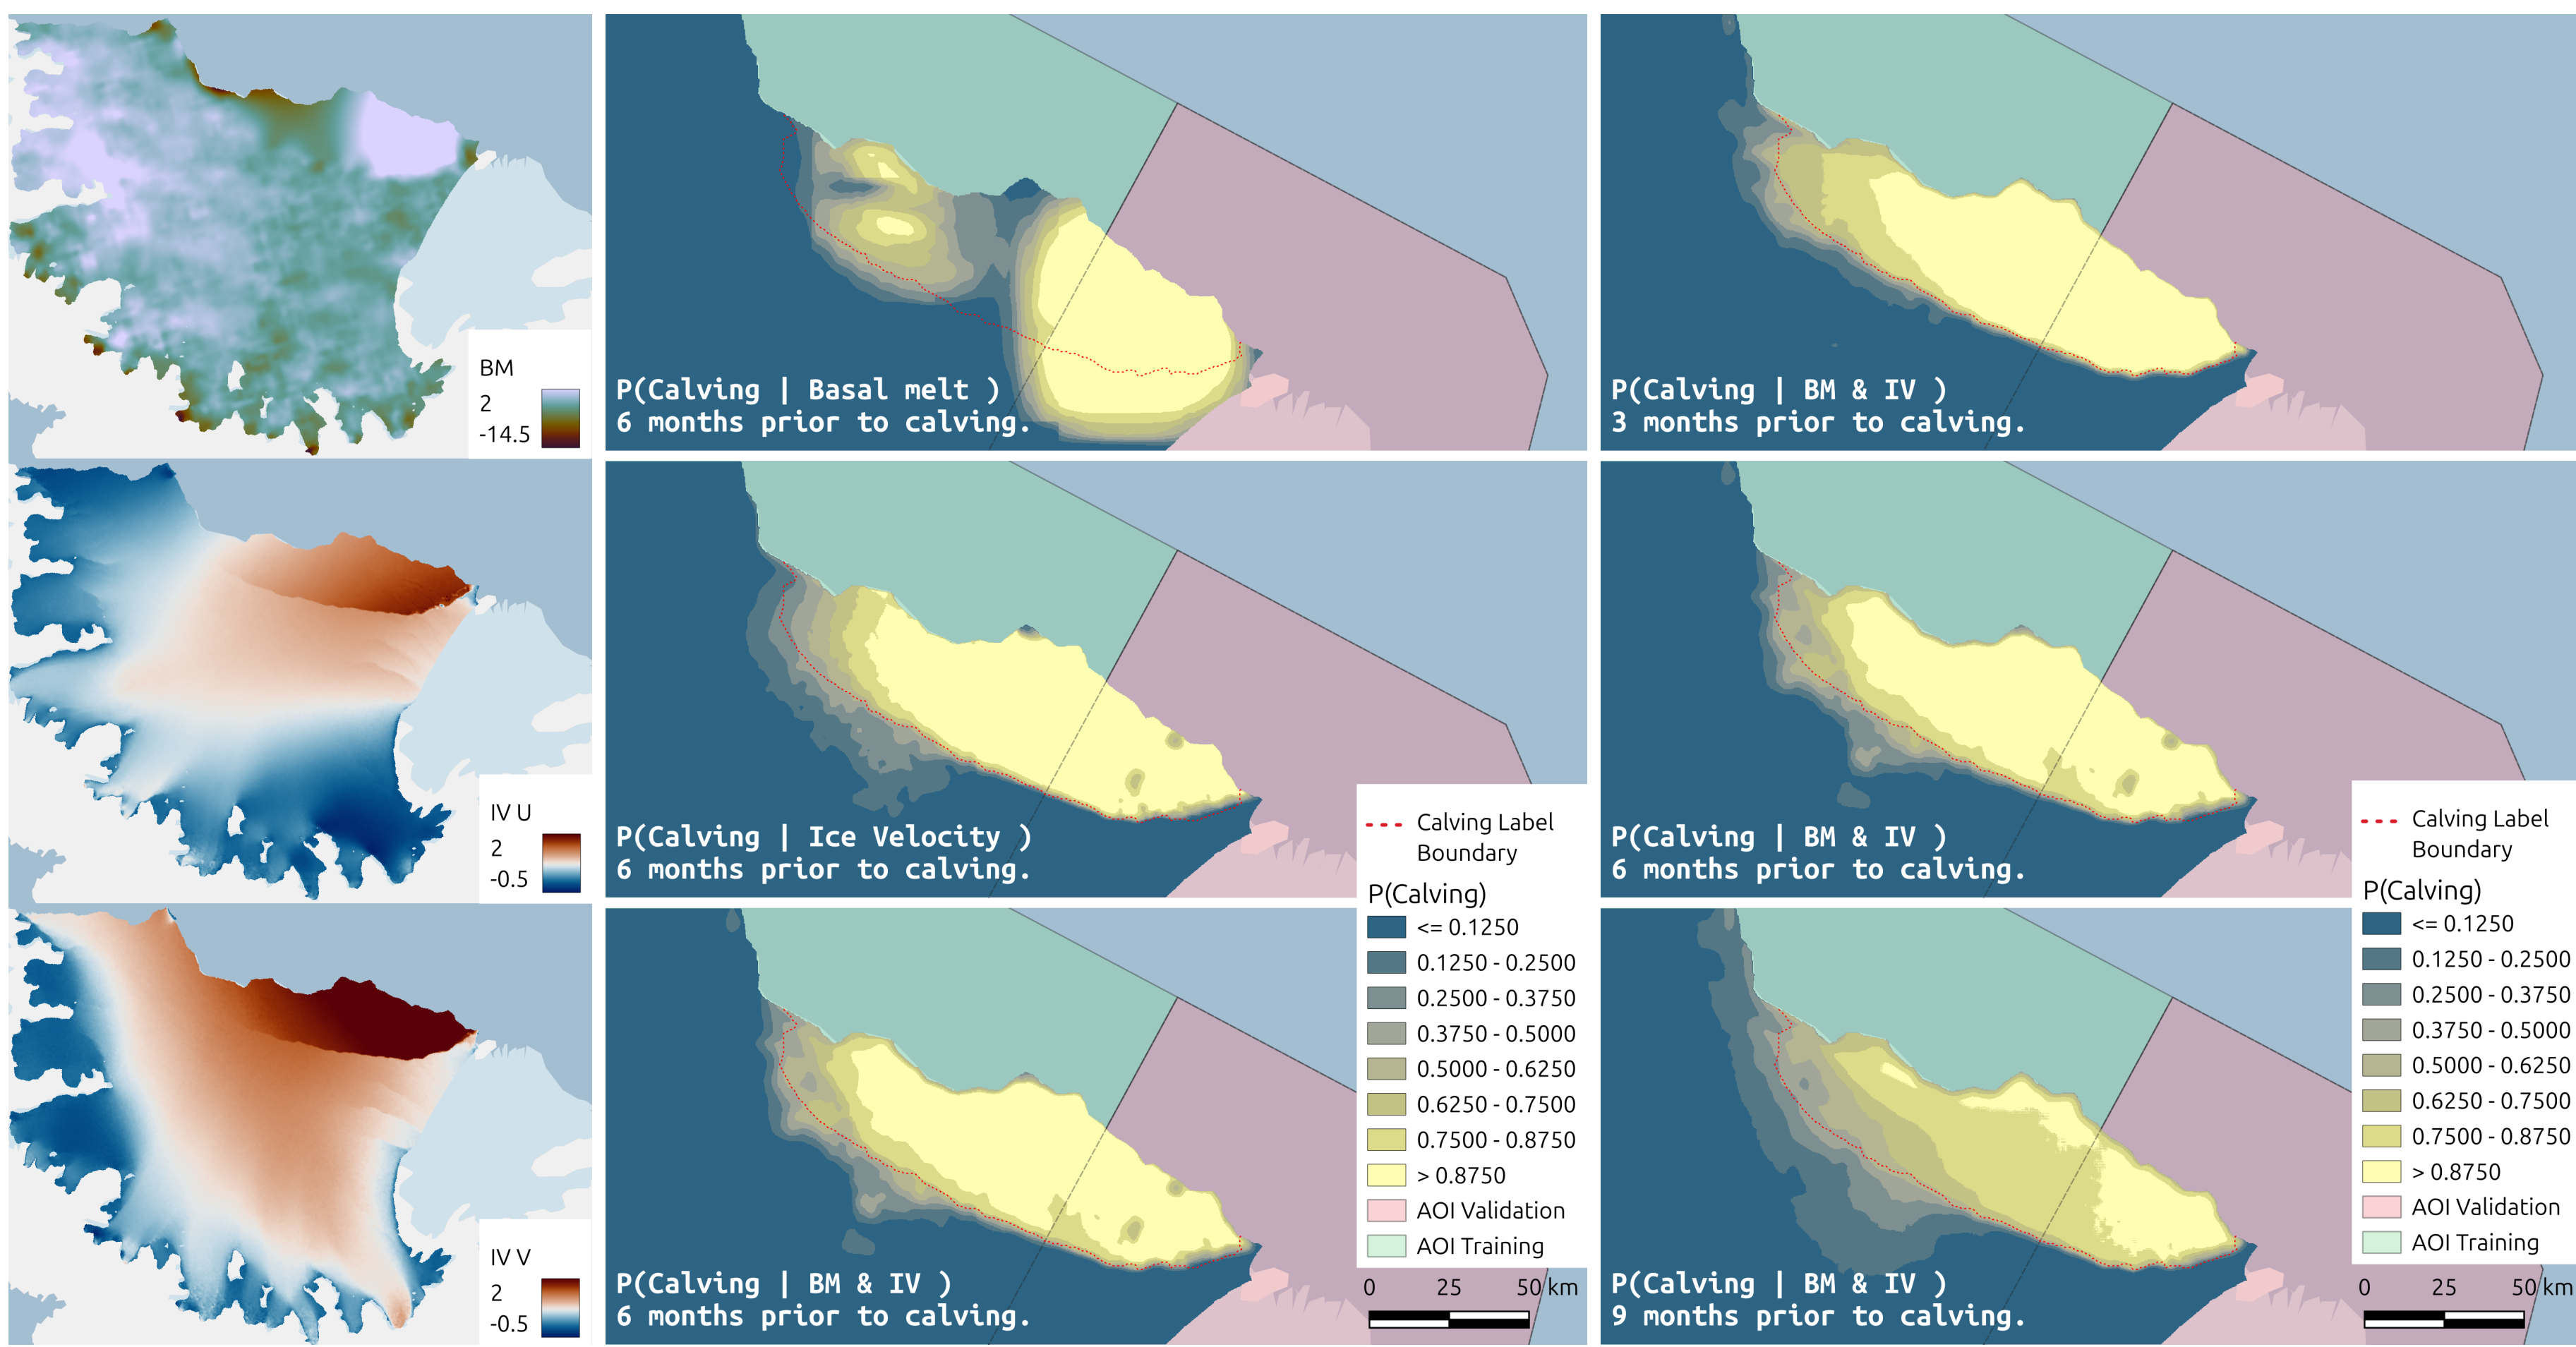 BM
2
-14.5
IV U
2
-0.5
IV V
2
-0.5
P(Calving | Basal melt )
6 months prior to calving.
P(Calving | Ice Velocity )
6 months prior to calving.
P(Calving | BM & IV )
6 months prior to calving.
Calving Label
Boundary
P(Calving)
<= 0.1250
0.1250 - 0.2500
0.2500 - 0.3750
0.3750 - 0.5000
0.5000 - 0.6250
0.6250 - 0.7500
0.7500 - 0.8750
> 0.8750
AOI Validation
AOI Training
0 25 50 km
P(Calving | BM & IV )
3 months prior to calving.
P(Calving | BM & IV )
6 months prior to calving.
P(Calving | BM & IV )
9 months prior to calving.
Calving Label
Boundary
P(Calving)
<= 0.1250
0.1250 - 0.2500
0.2500 - 0.3750
0.3750 - 0.5000
0.5000 - 0.6250
0.6250 - 0.7500
0.7500 - 0.8750
> 0.8750
AOI Validation
AOI Training
0 25 50 km